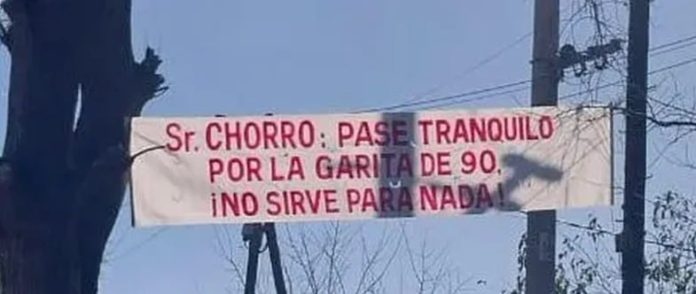 Sr. CHORRO: PASE TRANQUILO
POR LA GARITA DE 90.
¡NO SIRVE PARA NADA!